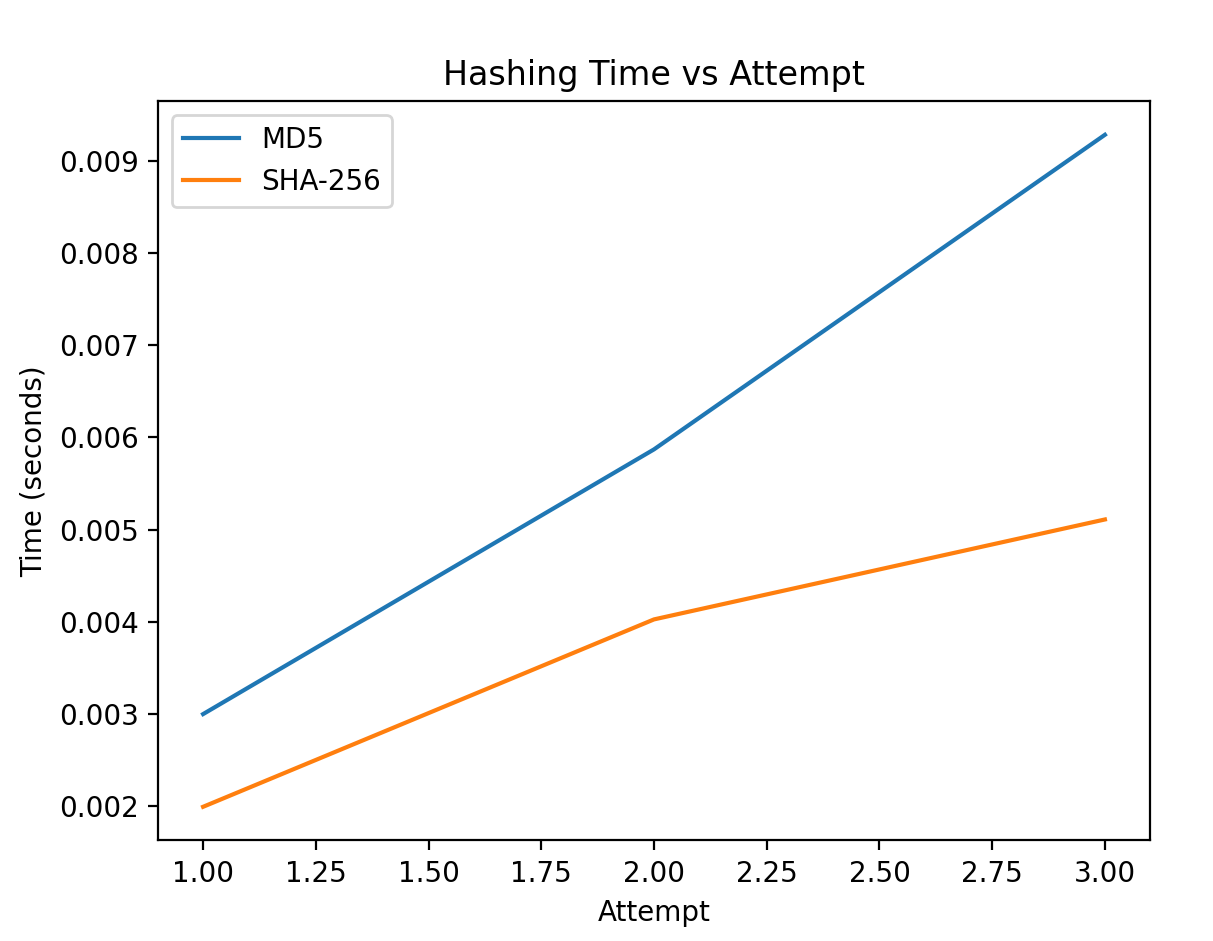 Hashing Time vs Attempt
MD5
SHA-256
0.009
0.008
0.007
0.006
0.005
0.004
0.003
0.002
Time (seconds)
1.00 1.25 1.50 1.75 2.00 2.25 2.50 2.75 3.00
Attempt